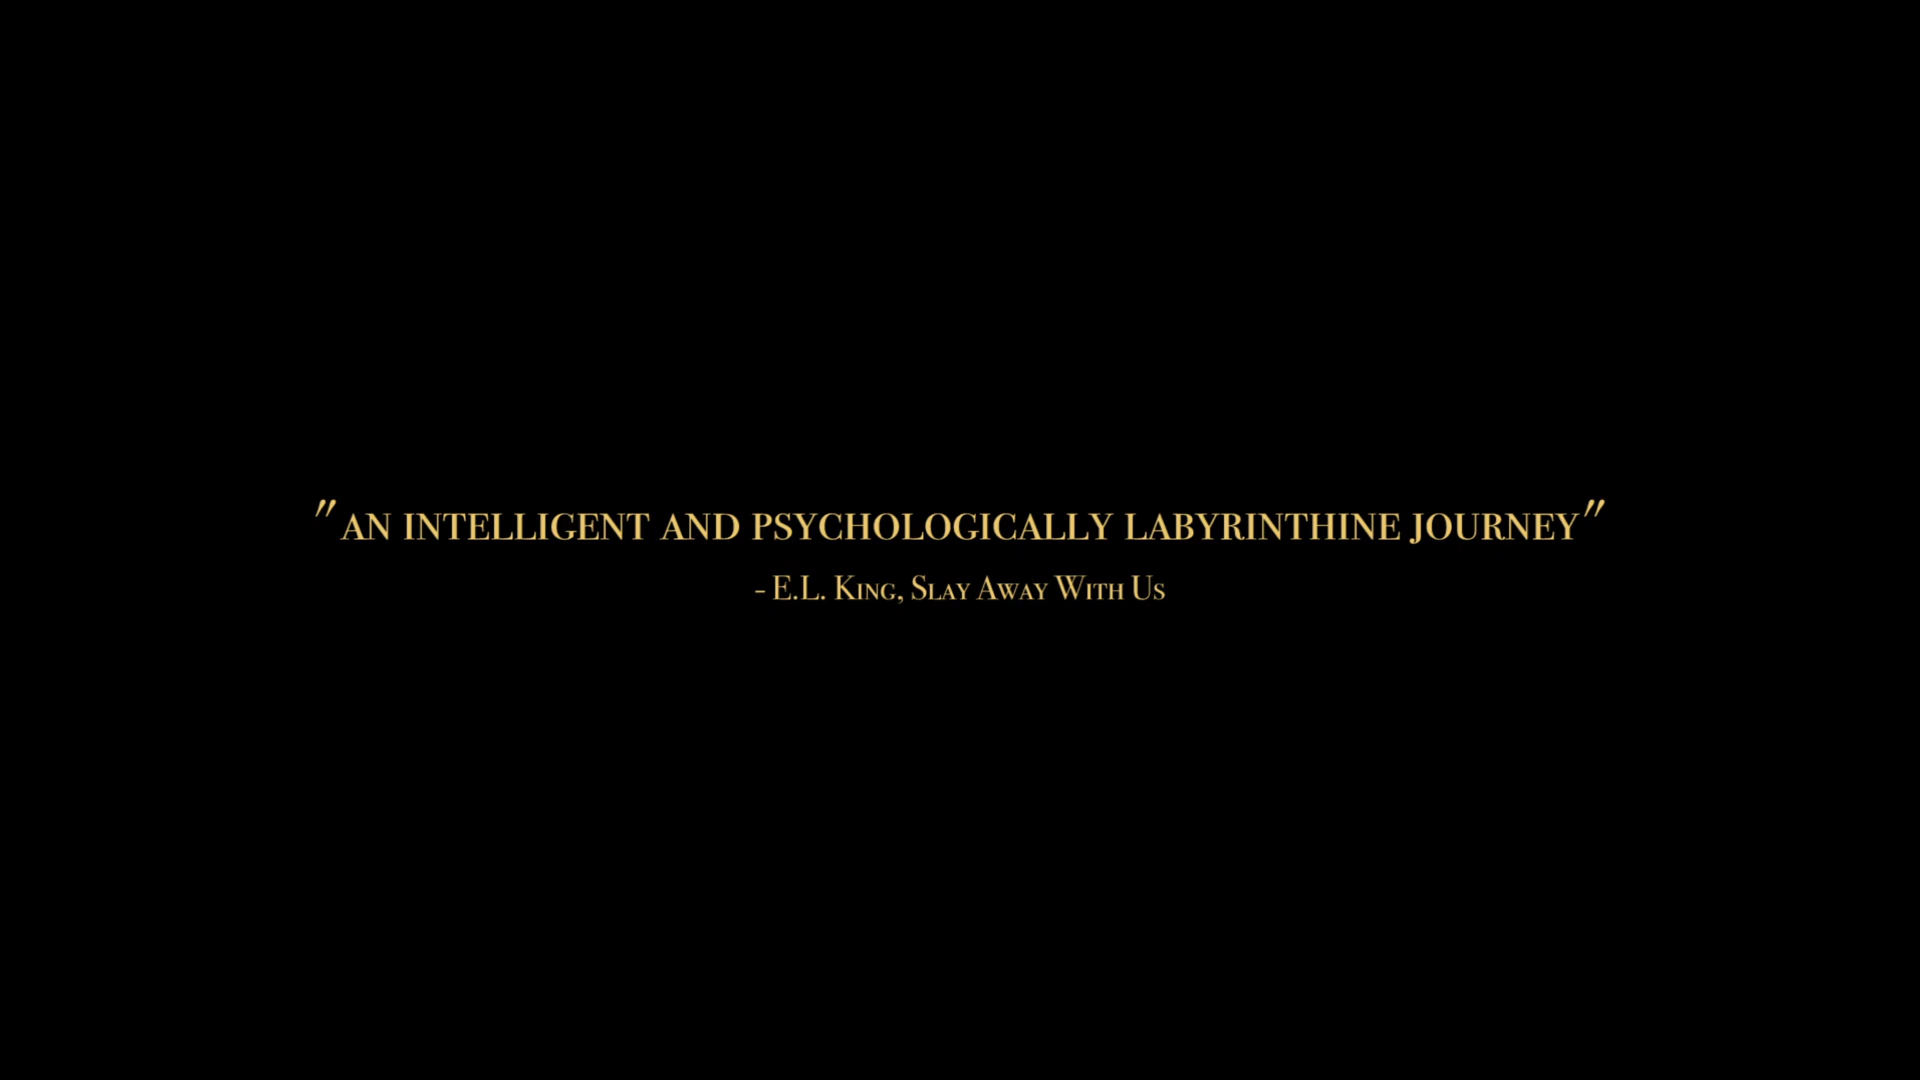 "AN INTELLIGENT AND PSYCHOLOGICALLY LABYRINTHINE JOURNEY"
- E.L. King, Slay Away With Us